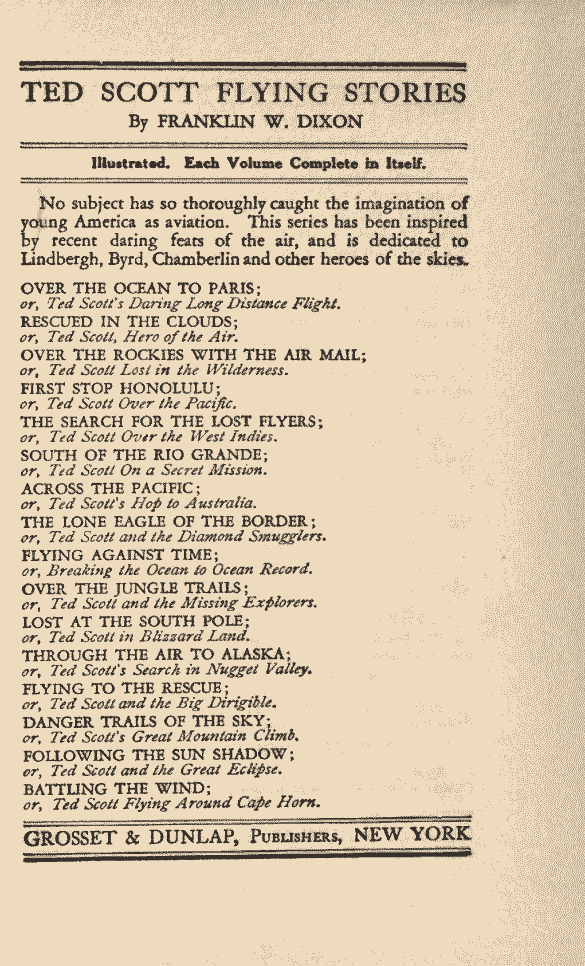 TED SCOTT FLYING STORIES
By FRANKLIN W. DIXON
Illustrated. Each Volume Complete in Itself.
No subject has so thoroughly caught the imagination of
young America as aviation. This series has been inspired
by recent daring feats of the air, and is dedicated to
Lindbergh, Byrd, Chamberlin and other heroes of the skies.
OVER THE OCEAN TO PARIS;
or, Ted Scott's Daring Long Distance Flight.
RESCUED IN THE CLOUDS;
or, Ted Scott, Hero of the Air.
OVER THE ROCKIES WITH THE AIR MAIL;
or, Ted Scott Lost in the Wilderness.
FIRST STOP HONOLULU;
or, Ted Scott Over the Pacific.
THE SEARCH FOR THE LOST FLYERS;
or, Ted Scott Over the West Indies.
SOUTH OF THE RIO GRANDE;
or, Ted Scott On a Secret Mission.
ACROSS THE PACIFIC;
or, Ted Scott's Hop to Australia.
THE LONE EAGLE OF THE BORDER;
or, Ted Scott and the Diamond Smugglers.
FLYING AGAINST TIME;
or, Breaking the Ocean to Ocean Record.
OVER THE JUNGLE TRAILS;
or, Ted Scott and the Missing Explorers.
LOST AT THE SOUTH POLE;
or, Ted Scott in Blizzard Land.
THROUGH THE AIR TO ALASKA;
or, Ted Scott's Search in Nugget Valley.
FLYING TO THE RESCUE;
or, Ted Scott and the Big Dirigible.
DANGER TRAILS OF THE SKY;
or, Ted Scott's Great Mountain Climb.
FOLLOWING THE SUN SHADOW;
or, Ted Scott and the Great Eclipse.
BATTLING THE WIND;
or, Ted Scott Flying Around Cape Horn.
GROSSET & DUNLAP, PUBLISHERS, NEW YORK